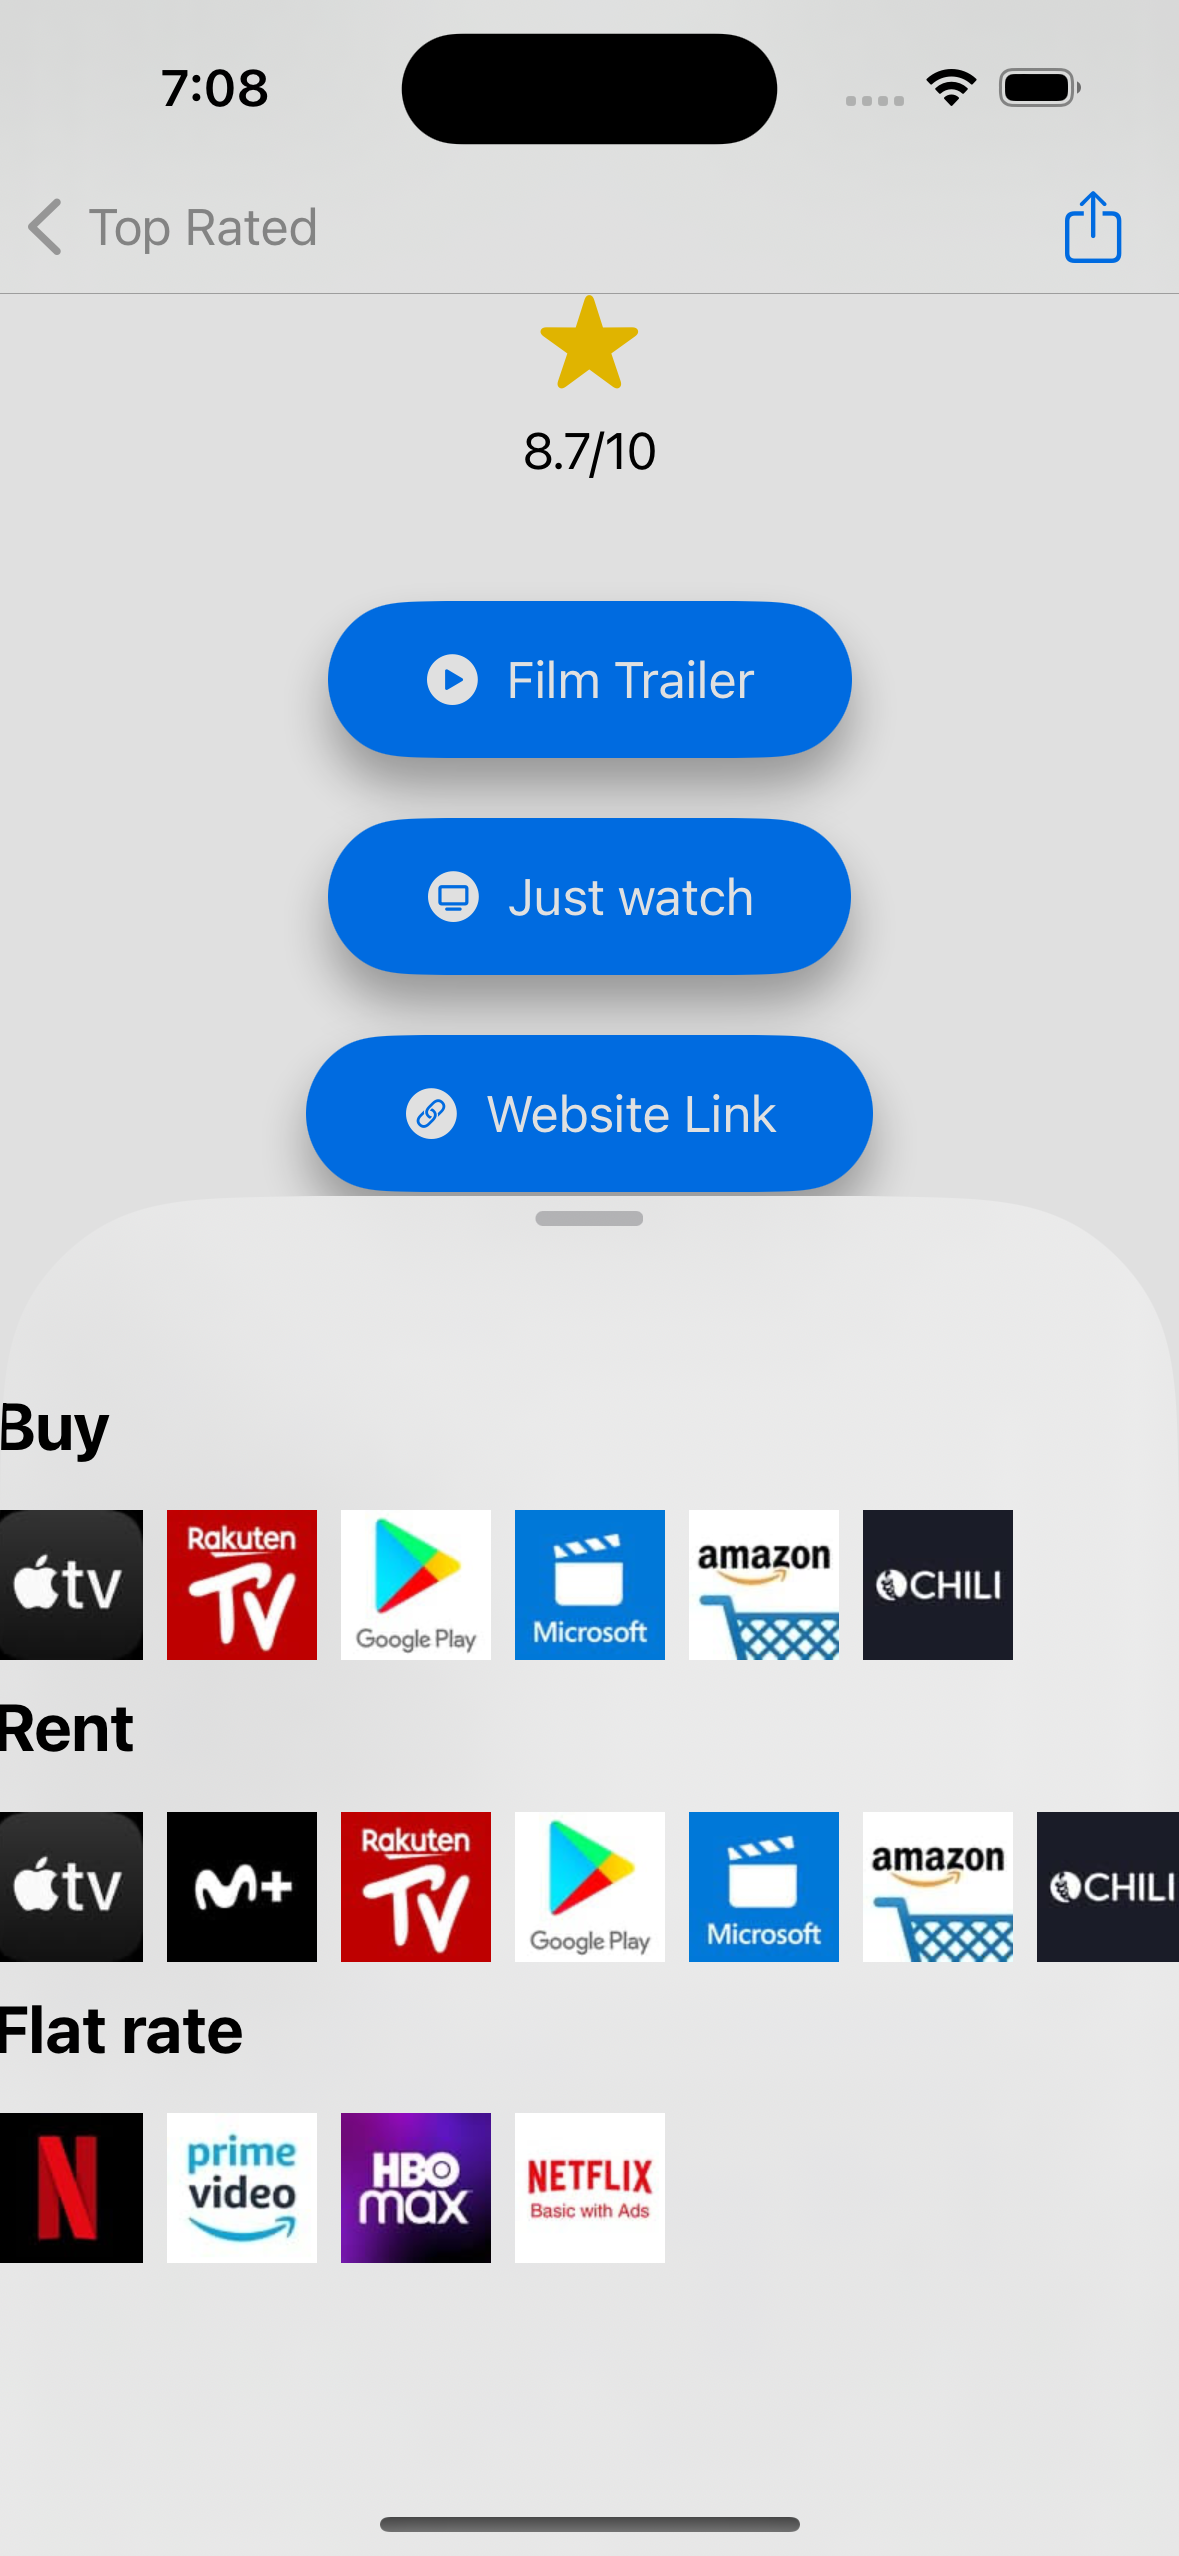 7:08
Top Rated
8.7/10
Film Trailer
Just watch
Website Link
Buy
tv
Rakuten
TV
Google Play
Microsoft
amazon
CHILI
Rent
tv
M+
Rakuten
TV
Google Play
Microsoft
amazon
CHILI
Flat rate
N
prime
video
HBO
max
NETFLIX
Basic with Ads